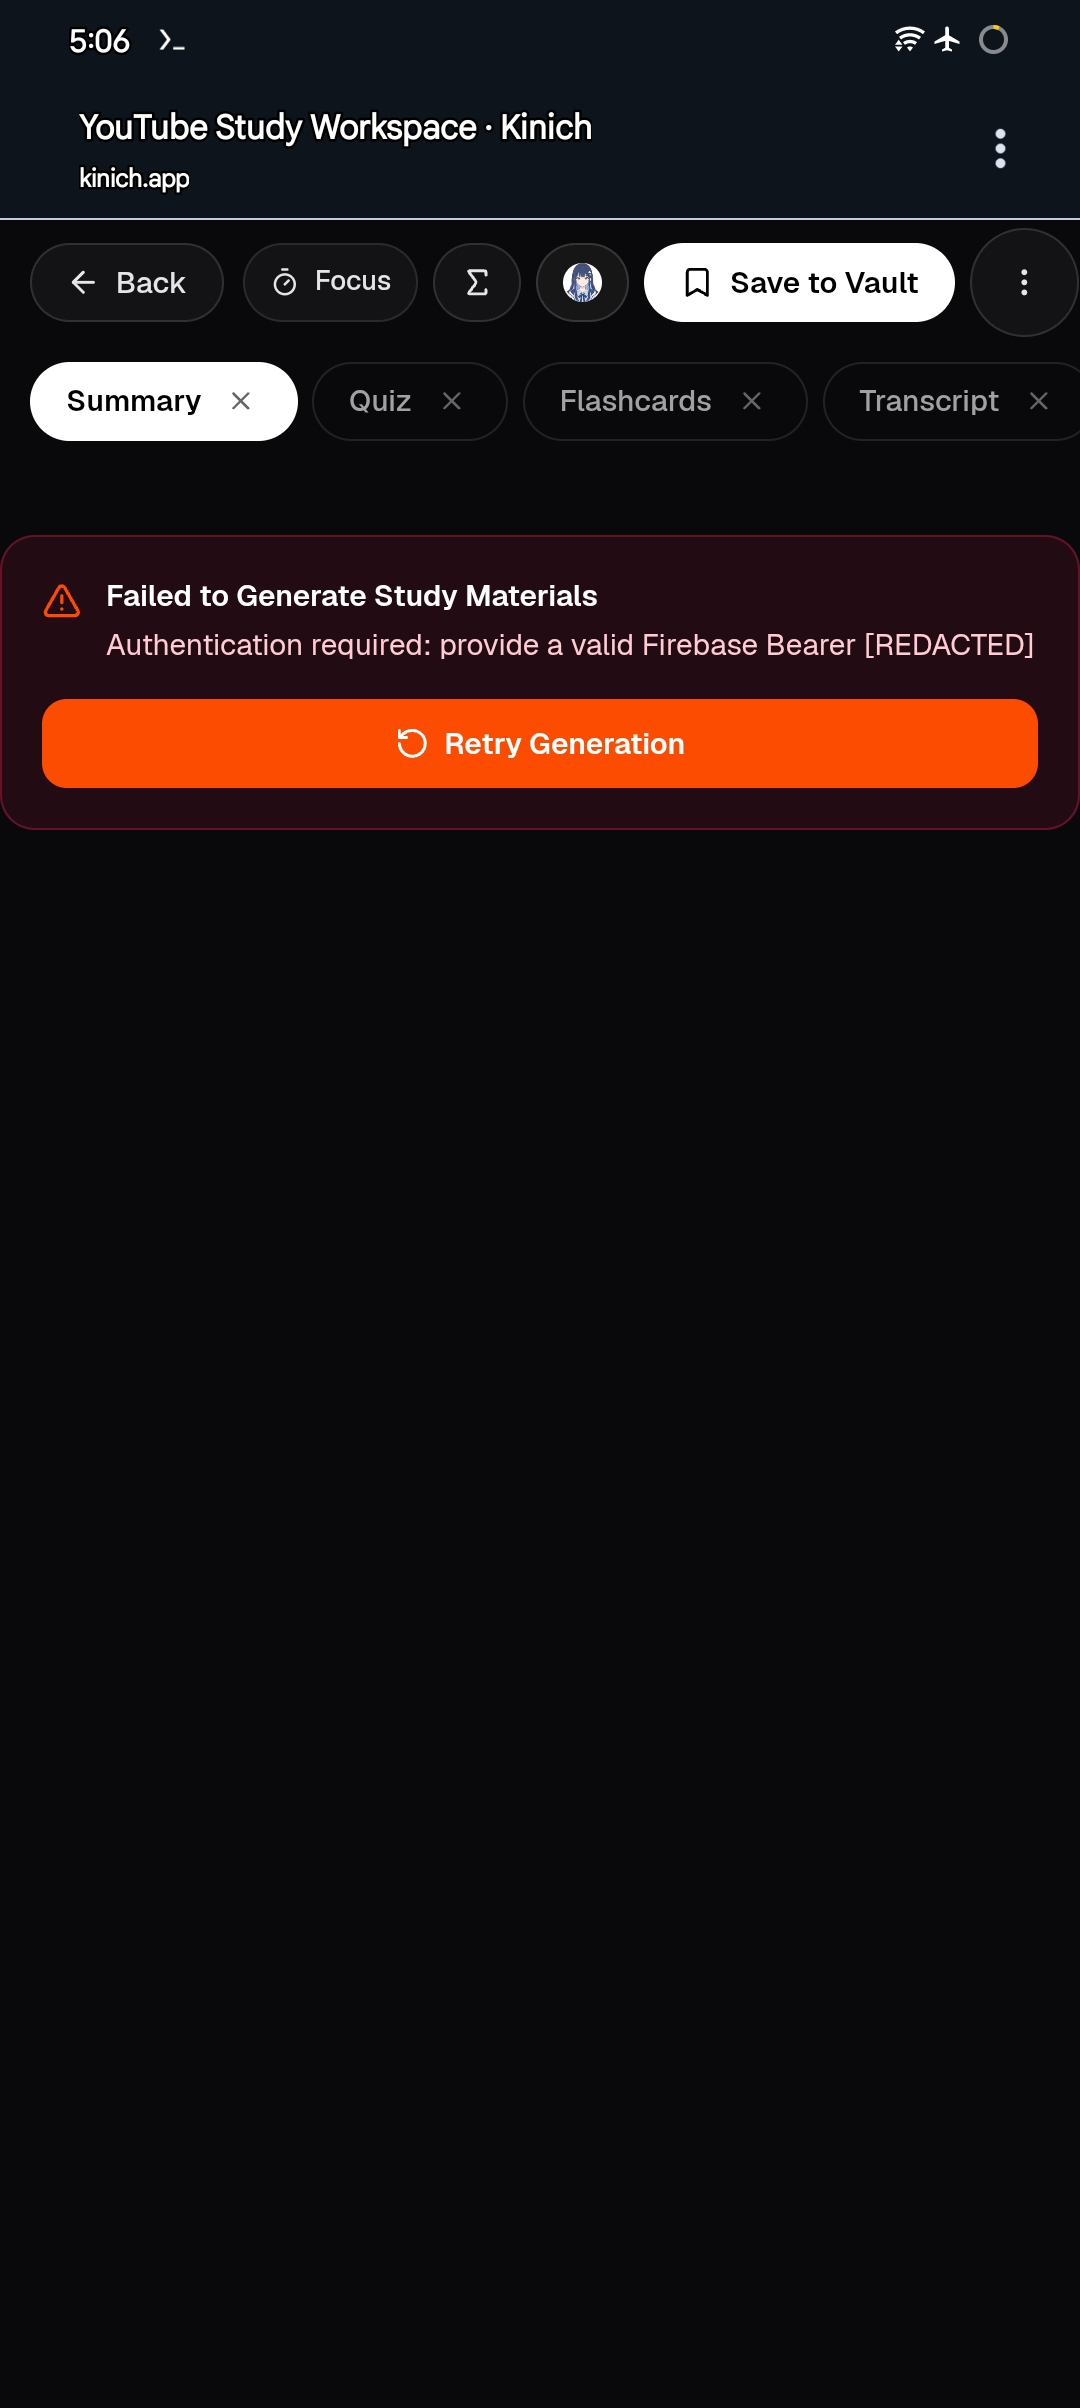 5:06
YouTube Study Workspace · Kinich
kinich.app
Back
Focus
Σ
Save to Vault
Summary
Quiz
Flashcards
Transcript
Failed to Generate Study Materials
Authentication required: provide a valid Firebase Bearer [REDACTED]
Retry Generation